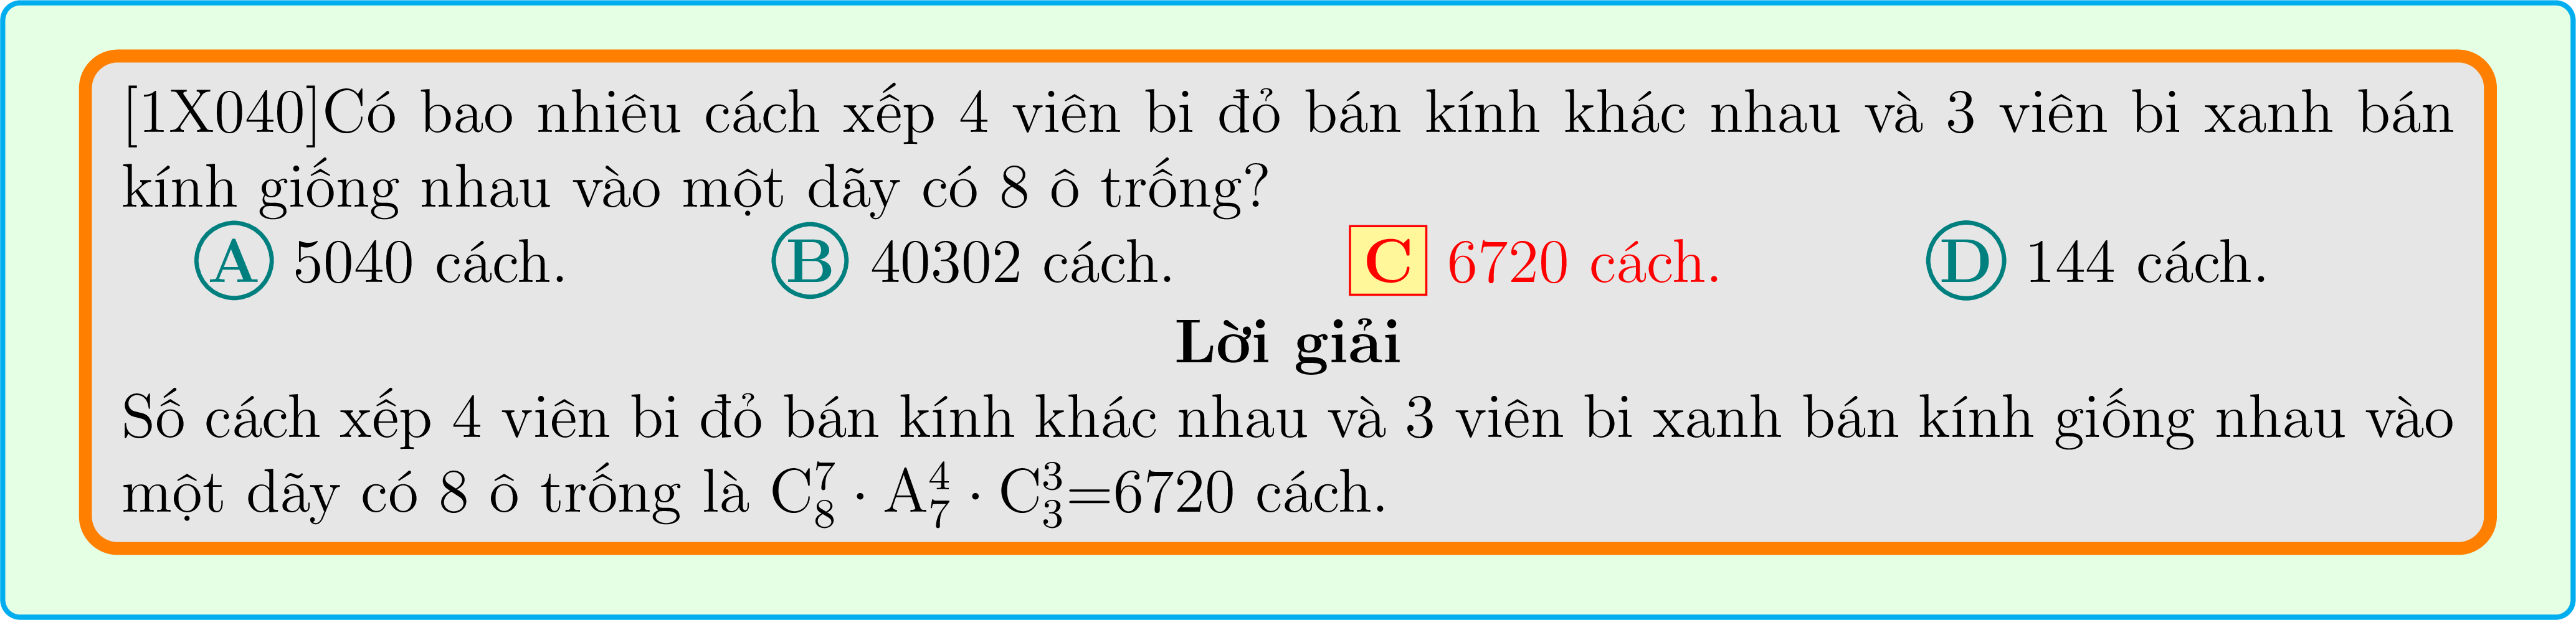 [1X040]Có bao nhiêu cách xếp 4 viên bi đỏ bán kính khác nhau và 3 viên bi xanh bán
kính giống nhau vào một dãy có 8 ô trống?
A 5040 cách. B 40302 cách. C 6720 cách. D 144 cách.
Lời giải
Số cách xếp 4 viên bi đỏ bán kính khác nhau và 3 viên bi xanh bán kính giống nhau vào
một dãy có 8 ô trống là $C_8^7 \cdot A_7^4 \cdot C_3^3$=6720 cách.